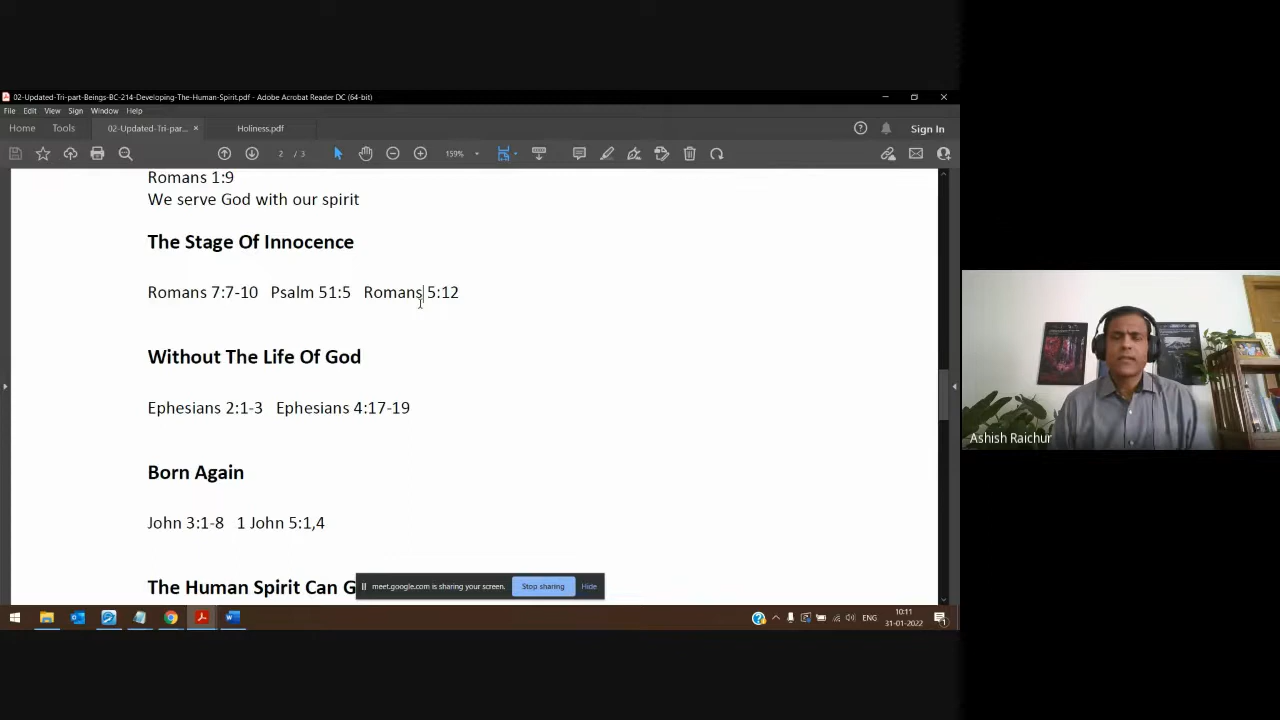 02-Updated-Tri-part-Beings-BC-214-Developing-The-Human-Spirit.pdf - Adobe Acrobat Reader DC (64-bit)
File Edit View Sign Window Help
Home Tools 02-Updated-Tri-par... × Holiness.pdf Sign In
2 / 3 159%
Romans 1:9
We serve God with our spirit
The Stage Of Innocence
Romans 7:7-10 Psalm 51:5 Romans 5:12
Without The Life Of God
Ephesians 2:1-3 Ephesians 4:17-19
Ashish Raichur
Born Again
John 3:1-8 1 John 5:1,4
The Human Spirit Can G
meet.google.com is sharing your screen. Stop sharing Hide
ENG 10:11
31-01-2022